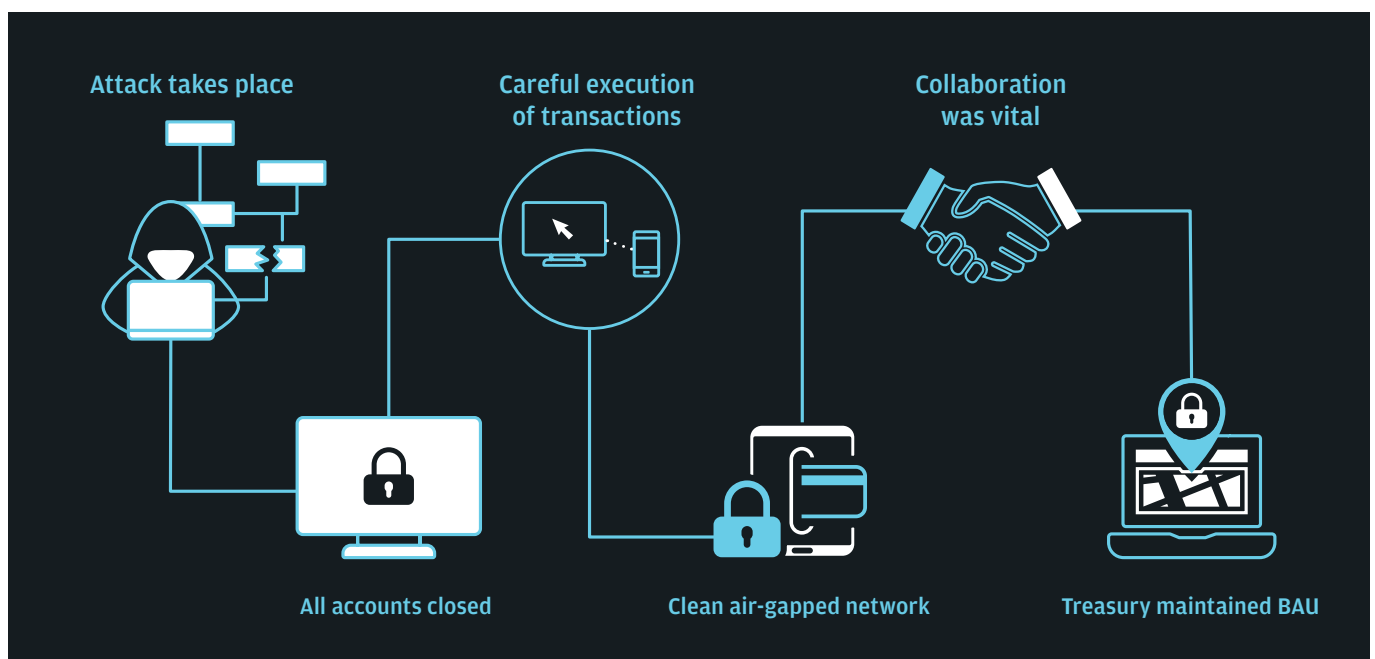 Attack takes place
All accounts closed
Careful execution
of transactions
Clean air-gapped network
Collaboration
was vital
Treasury maintained BAU